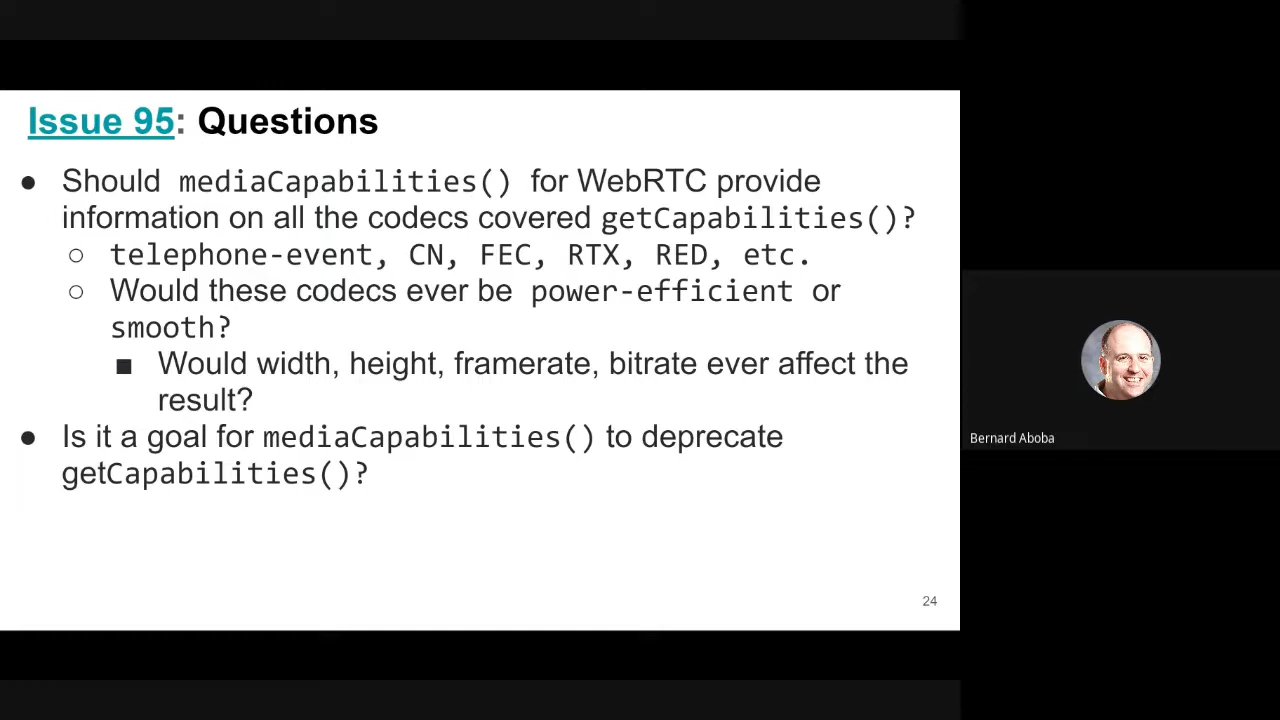 Issue 95: Questions
● Should mediaCapabilities() for WebRTC provide
information on all the codecs covered getCapabilities()?
○ telephone-event, CN, FEC, RTX, RED, etc.
○ Would these codecs ever be power-efficient or
smooth?
■ Would width, height, framerate, bitrate ever affect the
result?
● Is it a goal for mediaCapabilities() to deprecate
getCapabilities()?
24
Bernard Aboba